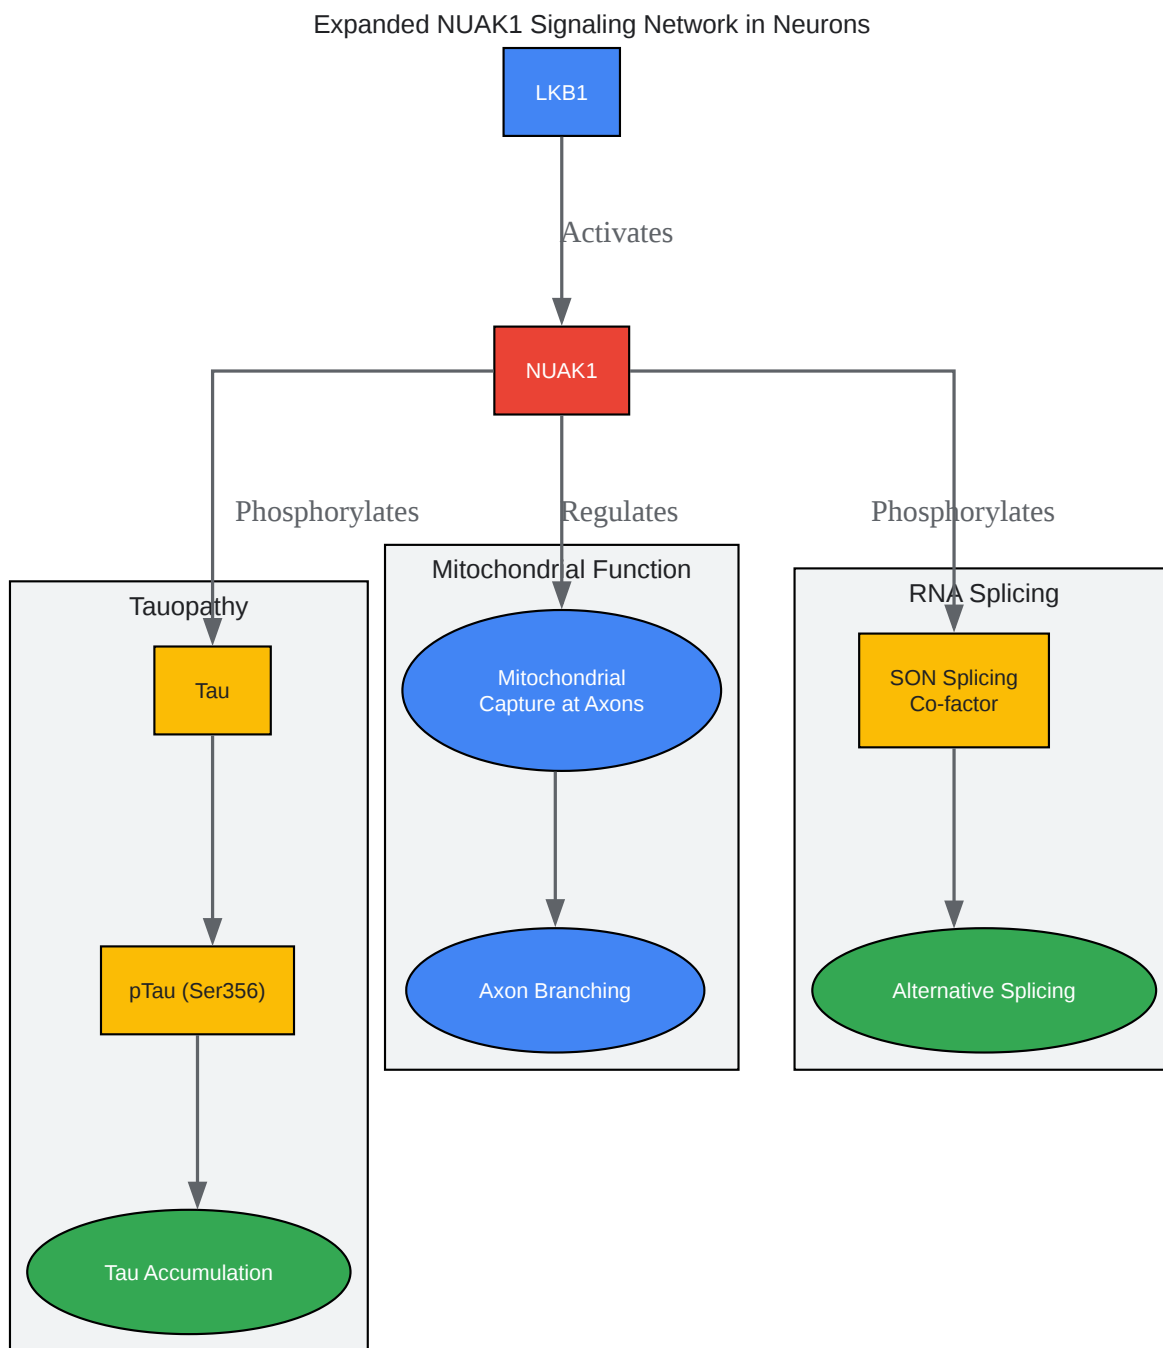 Expanded NUAK1 Signaling Network in Neurons
LKB1
Activates
NUAK1
Phosphorylates
Regulates
Phosphorylates
Tauopathy
Tau
pTau (Ser356)
Tau Accumulation
Mitochondrial Function
Mitochondrial
Capture at Axons
Axon Branching
RNA Splicing
SON Splicing
Co-factor
Alternative Splicing